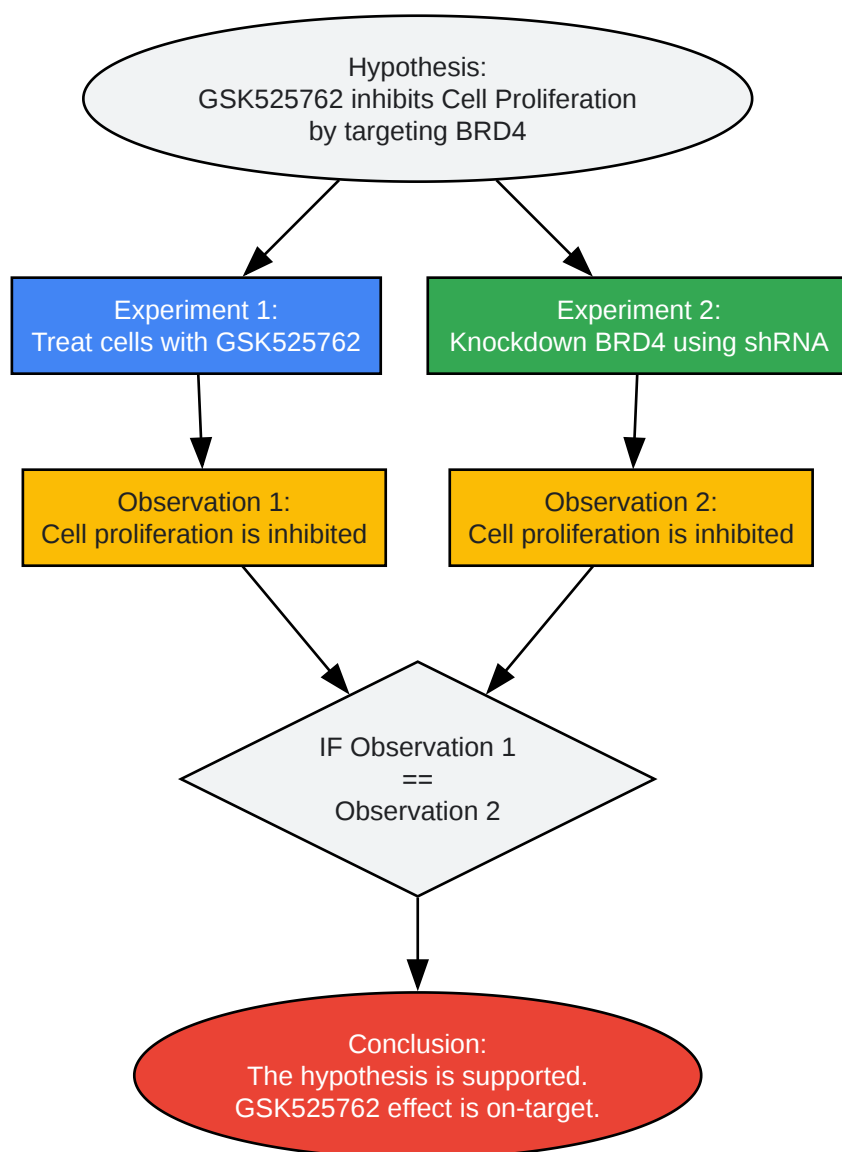 Hypothesis:
GSK525762 inhibits Cell Proliferation
by targeting BRD4
Experiment 1:
Treat cells with GSK525762
Experiment 2:
Knockdown BRD4 using shRNA
Observation 1:
Cell proliferation is inhibited
Observation 2:
Cell proliferation is inhibited
IF Observation 1
==
Observation 2
Conclusion:
The hypothesis is supported.
GSK525762 effect is on-target.